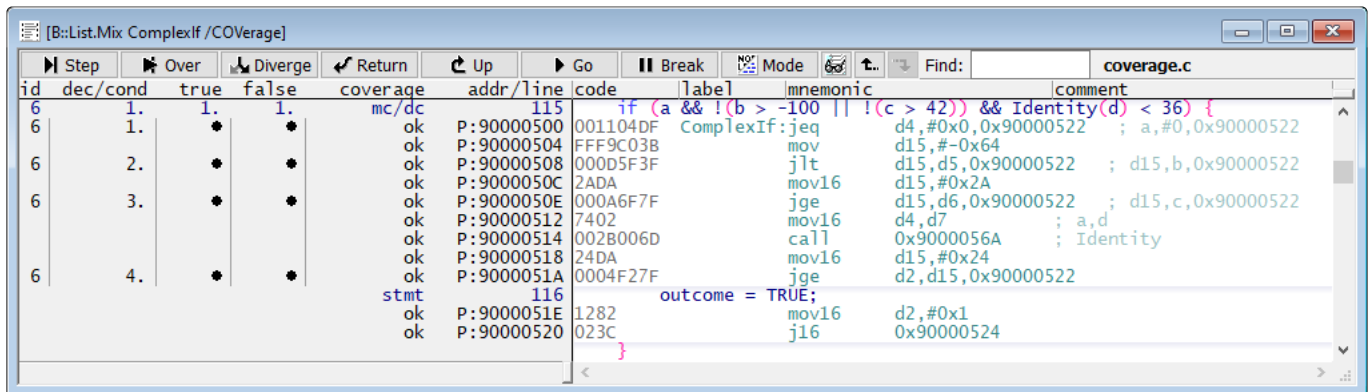 [B::List.Mix ComplexIf /COVerage]
Step Over Diverge Return Up Go Break Mode t.. Find: coverage.c
id dec/cond true false coverage addr/line code label mnemonic comment
6 1. 1. 1. mc/dc 115 if (a && !(b > -100 || !(c > 42)) && Identity(d) < 36) {
6 1. ok P:90000500 001104DF ComplexIf:jeq d4,#0x0,0x90000522 ; a,#0,0x90000522
ok P:90000504 FFF9C03B mov d15,#-0x64
6 2. ok P:90000508 000D5F3F jlt d15,d5,0x90000522 ; d15,b,0x90000522
ok P:9000050C 2ADA mov16 d15,#0x2A
6 3. ok P:9000050E 000A6F7F jge d15,d6,0x90000522 ; d15,c,0x90000522
ok P:90000512 7402 mov16 d4,d7 ; a,d
ok P:90000514 002B006D call 0x9000056A ; Identity
ok P:90000518 24DA mov16 d15,#0x24
6 4. ok P:9000051A 0004F27F jge d2,d15,0x90000522
stmt 116 outcome = TRUE;
ok P:9000051E 1282 mov16 d2,#0x1
ok P:90000520 023C j16 0x90000524
}